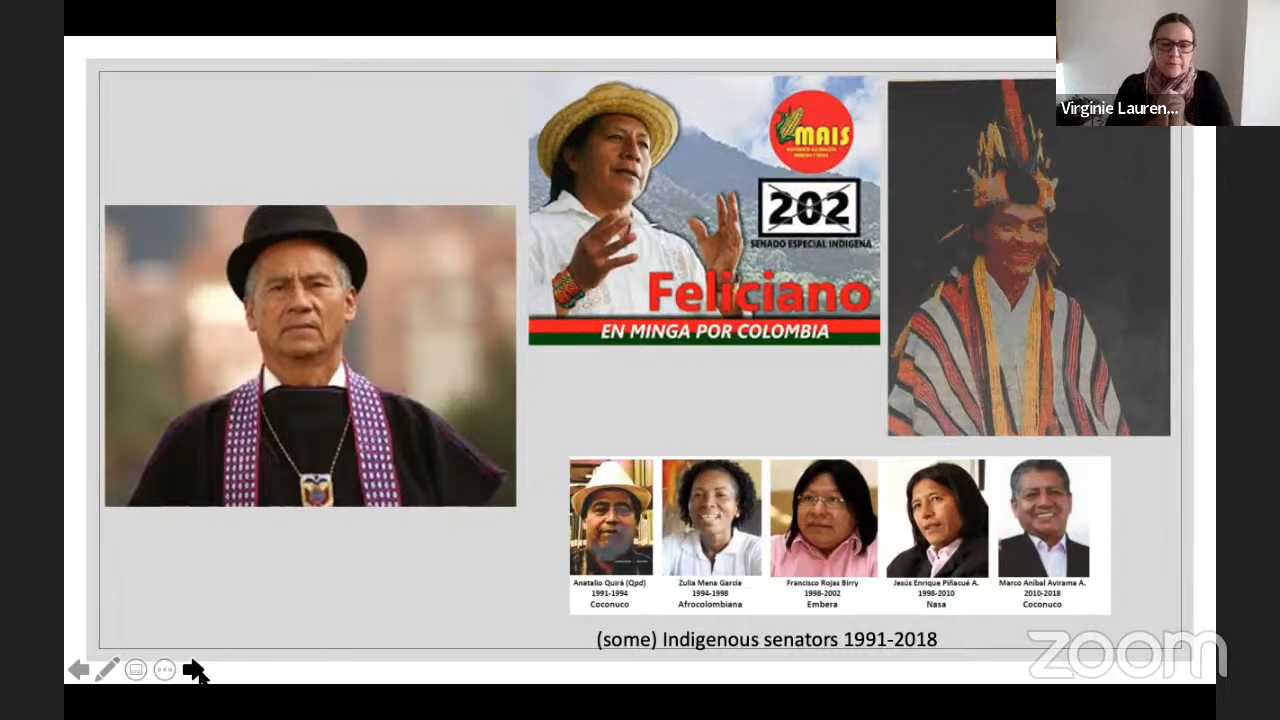 Virginie Lauren...
MAIS
202
SENADO ESPECIAL INDIGENA
Feliciano
EN MINGA POR COLOMBIA
Anatalio Quirá (Qpd)
1991-1994
Coconuco
Zulia Mena García
1994-1998
Afrocolombiana
Francisco Rojas Birry
1998-2002
Embera
Jesús Enrique Piñacué A.
1998-2010
Nasa
Marco Anibal Avirama A.
2010-2018
Coconuco
(some) Indigenous senators 1991-2018
zoom